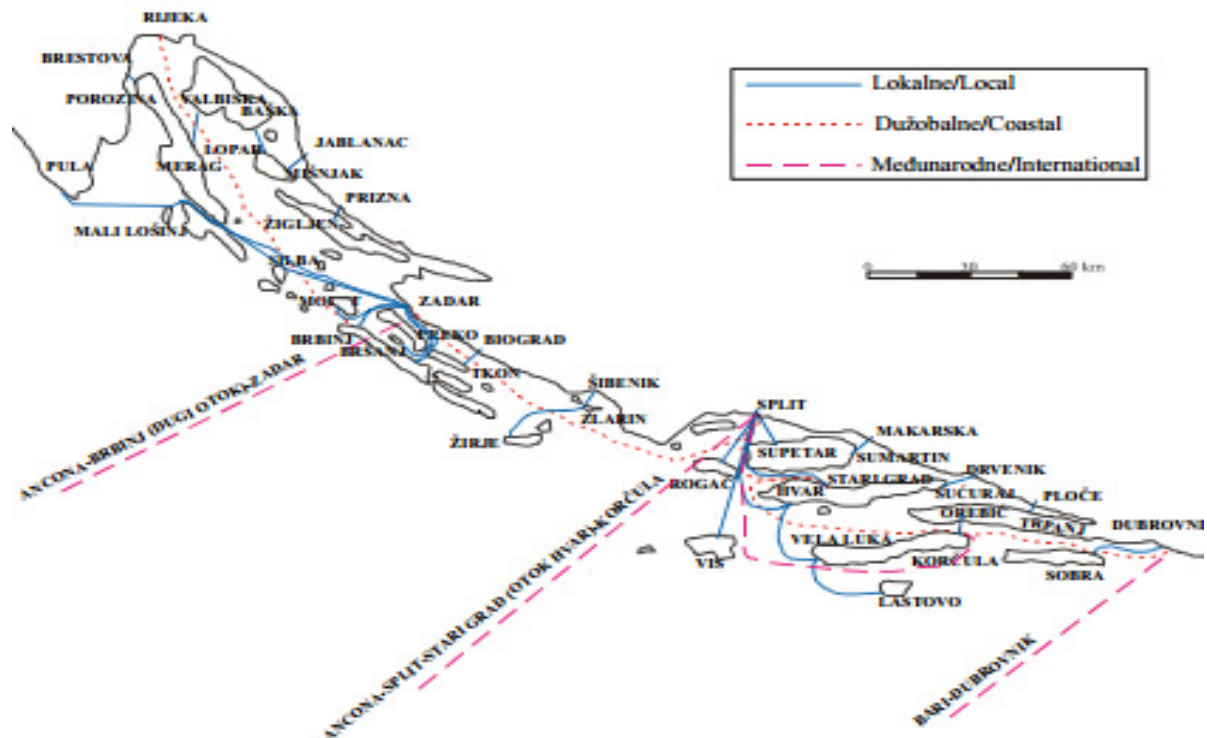 RIJEKA
BRESTOVA
POROZINA
VALBISKA
BAŠKA
Lokalne/Local
Dužobalne/Coastal
Međunarodne/International
JABLANAC
LOPAR
PULA
MERAG
MIŠNJAK
PRIZNA
MALI LOŠINJ
ŽIGLJEN
SILBA
0
30
60 km
ZADAR
BRBINJ
PREKO
BIOGRAD
BRŠANJ
TKON
ANCONA-BRBINJ (DUGI OTOK)-ZADAR
ŠIBENIK
ZLARIN
ŽIRJE
SPLIT
MAKARSKA
SUPETAR
SUMARTIN
DRVENIK
ROGAČ
STARI GRAD
HVAR
SUĆURAJ
PLOČE
OREBIĆ
TRPANJ
DUBROVNI
VELA LUKA
VIS
KORČULA
SOBRA
LASTOVO
ANCONA-SPLIT-STARI GRAD (OTOK HVAR)-KORČULA
BARI-DUBROVNIK